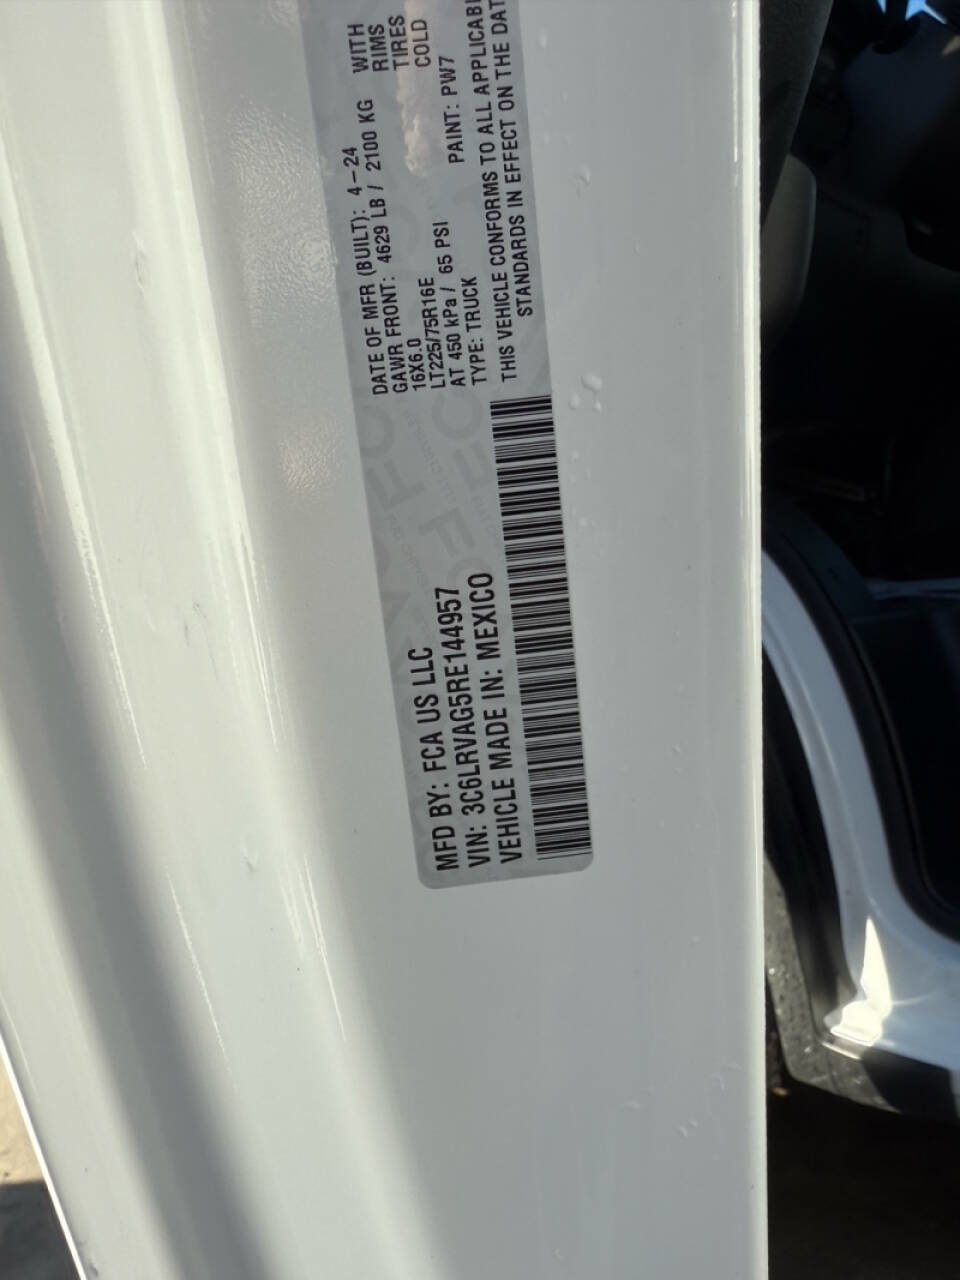 MFD BY: FCA US LLC
VIN: 3C6LRVAG5RE144957
VEHICLE MADE IN: MEXICO
DATE OF MFR (BUILT): 4-24
GAWR FRONT: 4629 LB / 2100 KG WITH
16X6.0 RIMS
LT225/75R16E TIRES
AT 450 kPa / 65 PSI COLD
TYPE: TRUCK PAINT: PW7
THIS VEHICLE CONFORMS TO ALL
STANDARDS IN EFFECT ON THE